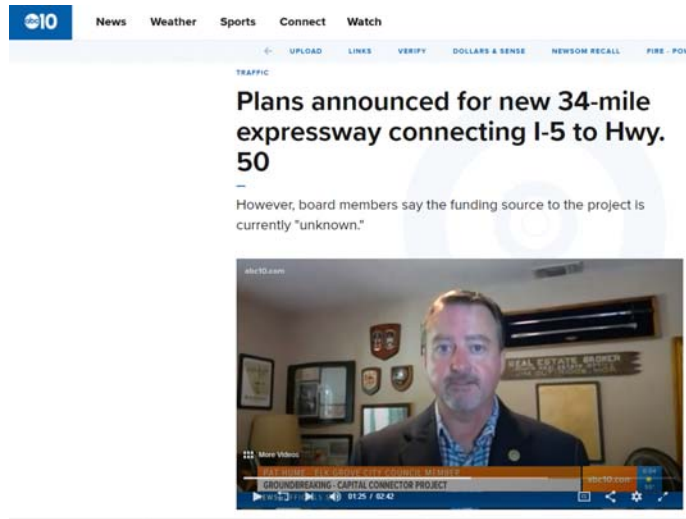 abc10
News Weather Sports Connect Watch
← UPLOAD LINKS VERIFY DOLLARS & SENSE NEWSOM RECALL FIRE - PO
TRAFFIC
Plans announced for new 34-mile
expressway connecting I-5 to Hwy.
50
However, board members say the funding source to the project is
currently "unknown."
abc10.com
REAL ESTATE BROKER
More Videos
PAT HUME - ELK GROVE CITY COUNCIL MEMBER
GROUNDBREAKING - CAPITAL CONNECTOR PROJECT
abc10.com
01:25 / 02:42